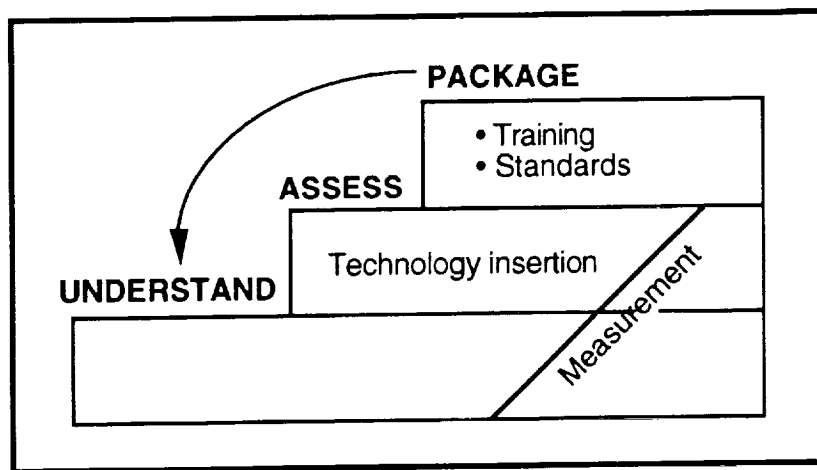 PACKAGE
• Training
• Standards
ASSESS
Technology insertion
UNDERSTAND
Measurement